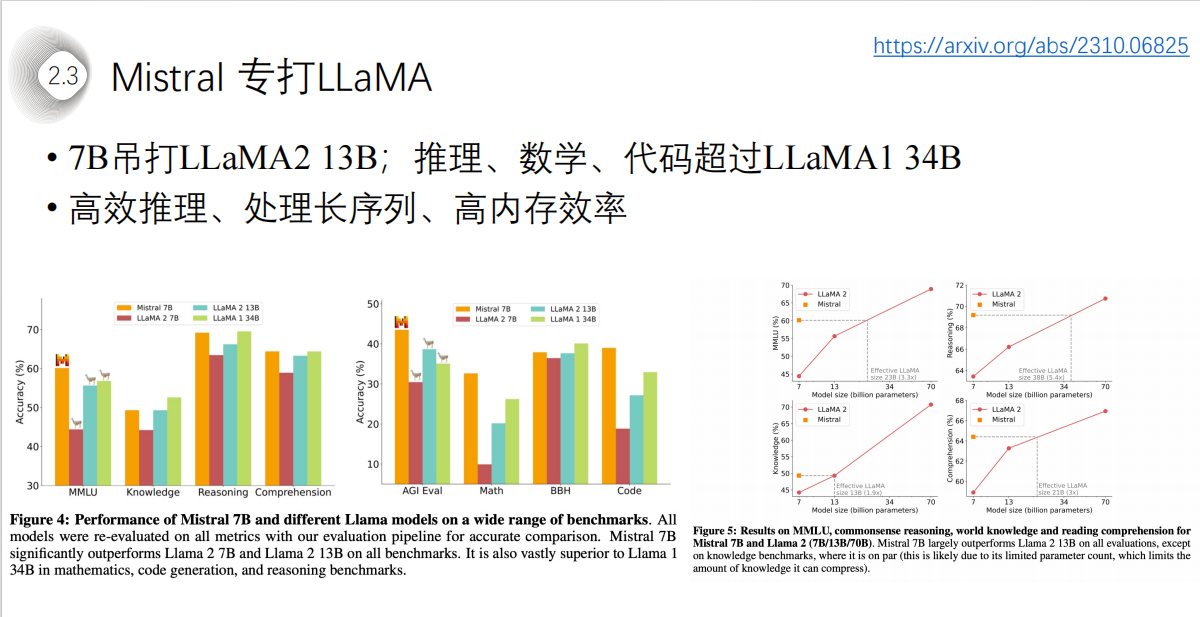 https://arxiv.org/abs/2310.06825
2.3
Mistral 专打LLaMA
• 7B吊打LLaMA2 13B；推理、数学、代码超过LLaMA1 34B
• 高效推理、处理长序列、高内存效率
Mistral 7B
LLaMA 2 13B
LLaMA 2 7B
LLaMA 1 34B
Accuracy (%)
70
60
50
40
30
MMLU Knowledge Reasoning Comprehension
Mistral 7B
LLaMA 2 13B
LLaMA 2 7B
LLaMA 1 34B
Accuracy (%)
50
40
30
20
10
AGI Eval Math BBH Code
Figure 4: Performance of Mistral 7B and different Llama models on a wide range of benchmarks. All
models were re-evaluated on all metrics with our evaluation pipeline for accurate comparison. Mistral 7B
significantly outperforms Llama 2 7B and Llama 2 13B on all benchmarks. It is also vastly superior to Llama 1
34B in mathematics, code generation, and reasoning benchmarks.
LLaMA 2
Mistral
MMLU (%)
70
65
60
55
50
45
Effective LLaMA
size 23B (3.3x)
7 13 34 70
Model size (billion parameters)
LLaMA 2
Mistral
Reasoning (%)
72
70
68
66
64
Effective LLaMA
size 38B (5.4x)
7 13 34 70
Model size (billion parameters)
LLaMA 2
Mistral
Knowledge (%)
70
65
60
55
50
45
Effective LLaMA
size 13B (1.9x)
7 13 34 70
Model size (billion parameters)
LLaMA 2
Mistral
Comprehension (%)
68
66
64
62
60
Effective LLaMA
size 21B (3x)
7 13 34 70
Model size (billion parameters)
Figure 5: Results on MMLU, commonsense reasoning, world knowledge and reading comprehension for
Mistral 7B and Llama 2 (7B/13B/70B). Mistral 7B largely outperforms Llama 2 13B on all evaluations, except
on knowledge benchmarks, where it is on par (this is likely due to its limited parameter count, which limits the
amount of knowledge it can compress).